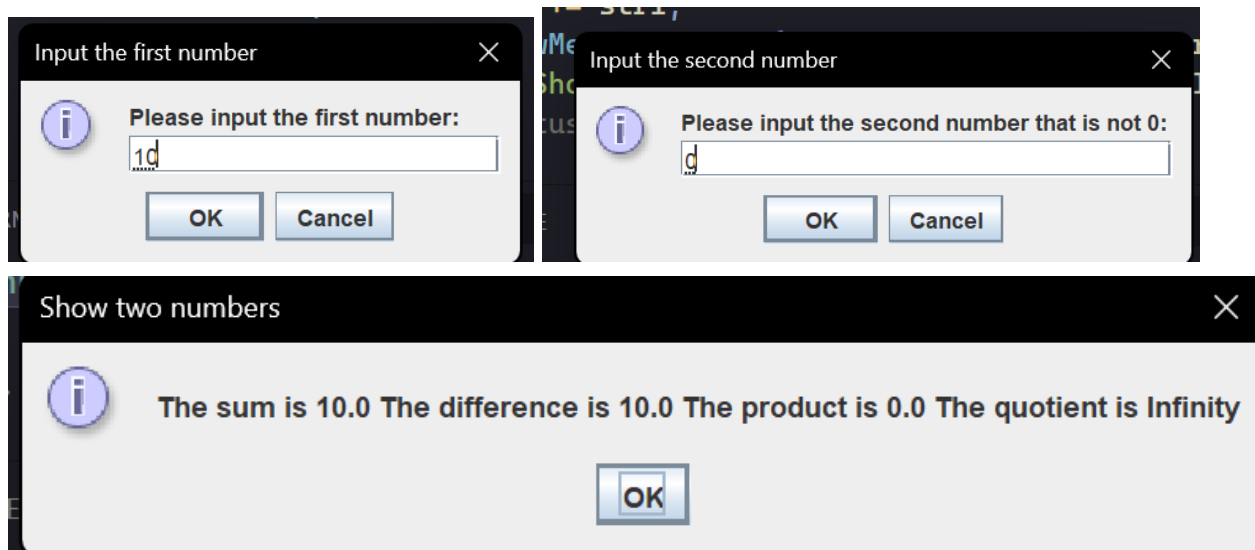 Input the first number
Please input the first number:
10
OK Cancel
Input the second number
Please input the second number that is not 0:
0
OK Cancel
Show two numbers
The sum is 10.0 The difference is 10.0 The product is 0.0 The quotient is Infinity
OK